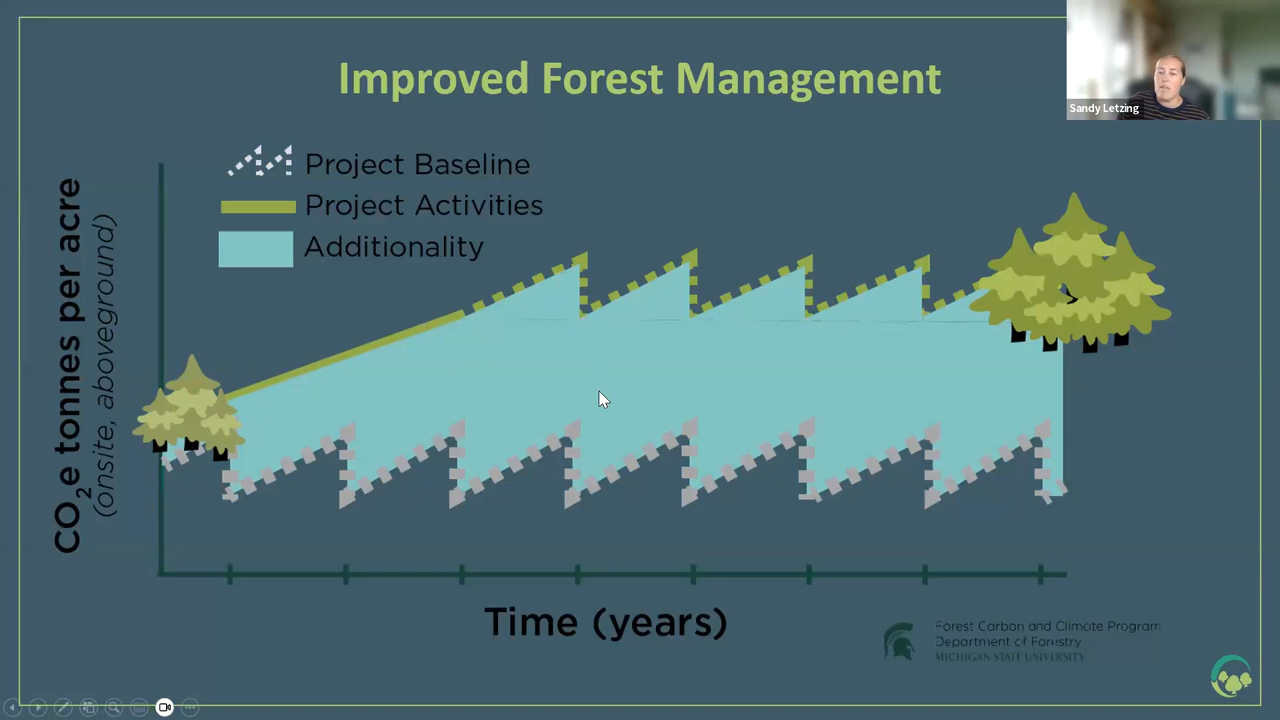 Improved Forest Management
Sandy Letzing
Project Baseline
Project Activities
Additionality
CO2e tonnes per acre
(onsite, aboveground)
Time (years)
Forest Carbon and Climate Program
Department of Forestry
MICHIGAN STATE UNIVERSITY